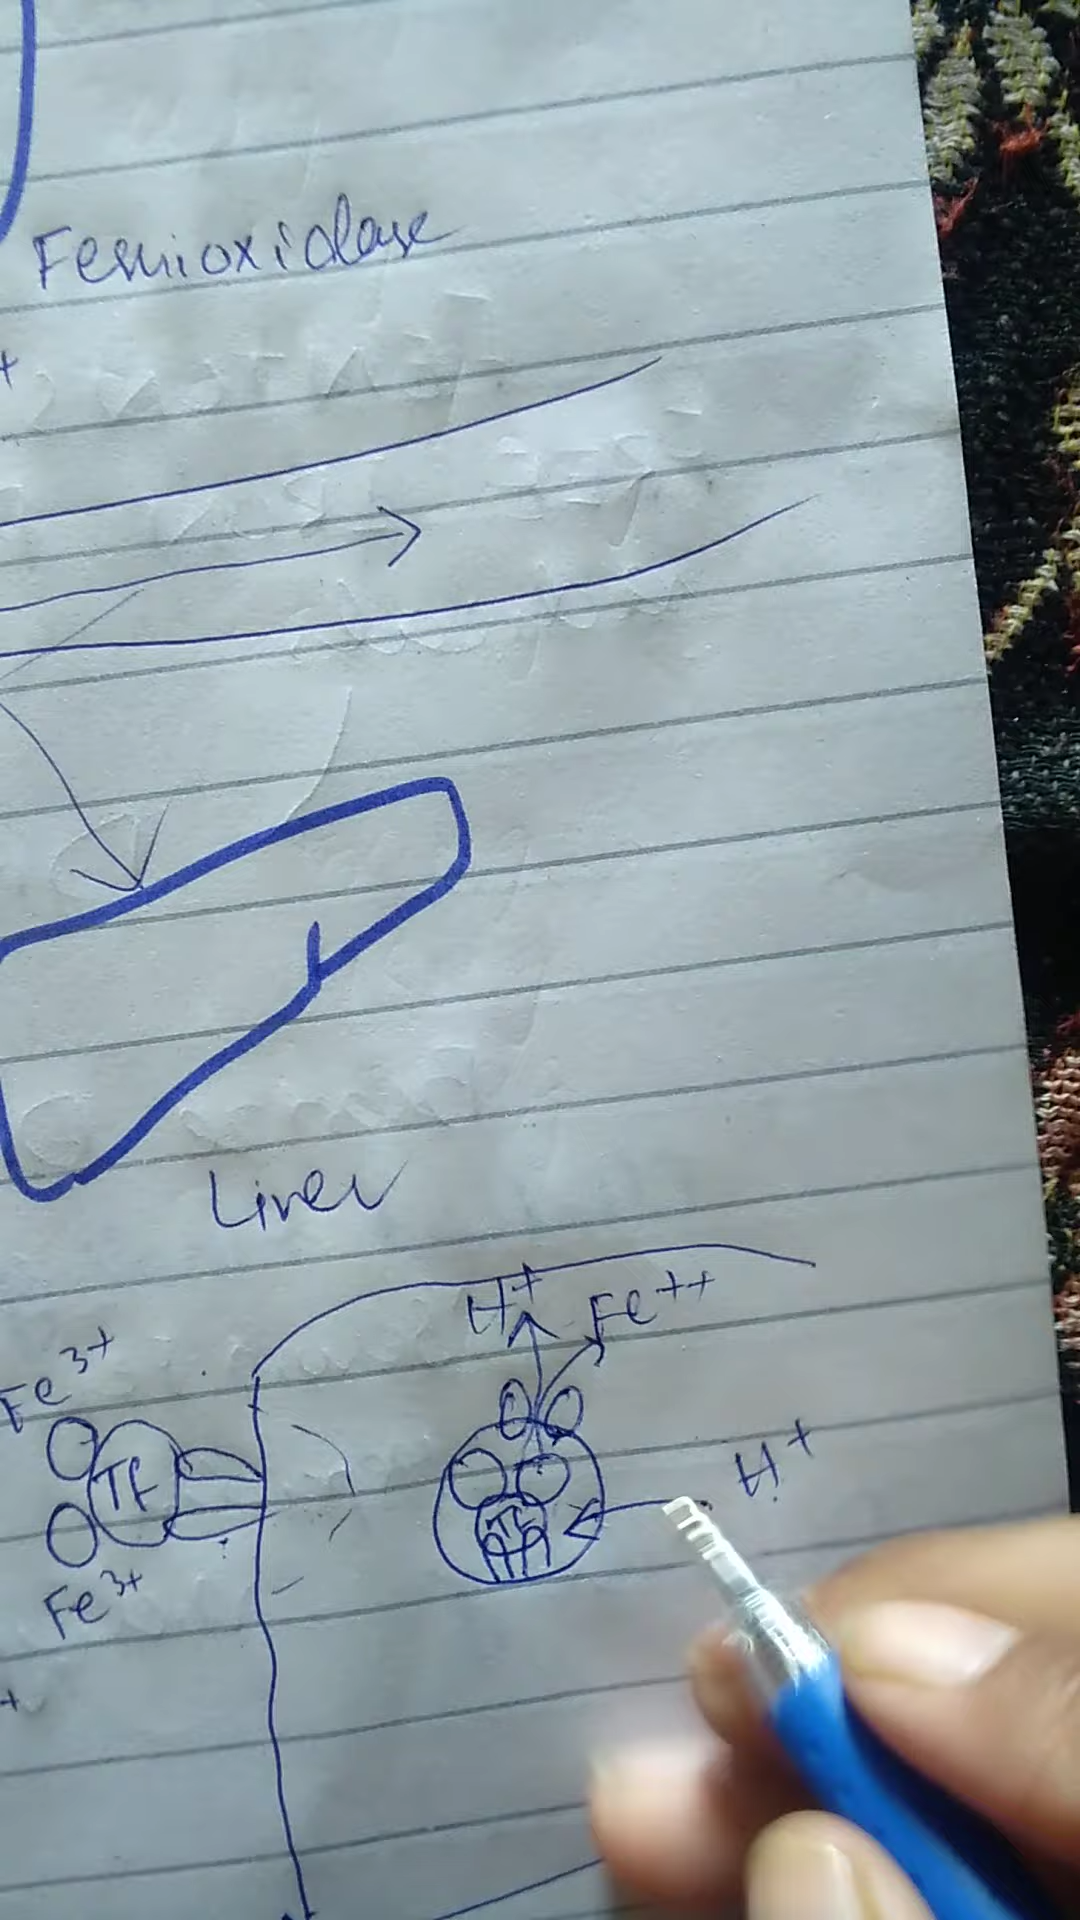 Ferrioxidase
+
Liver
H+ Fe++
Fe3+
Tf
H+
Tf
Fe3+
+